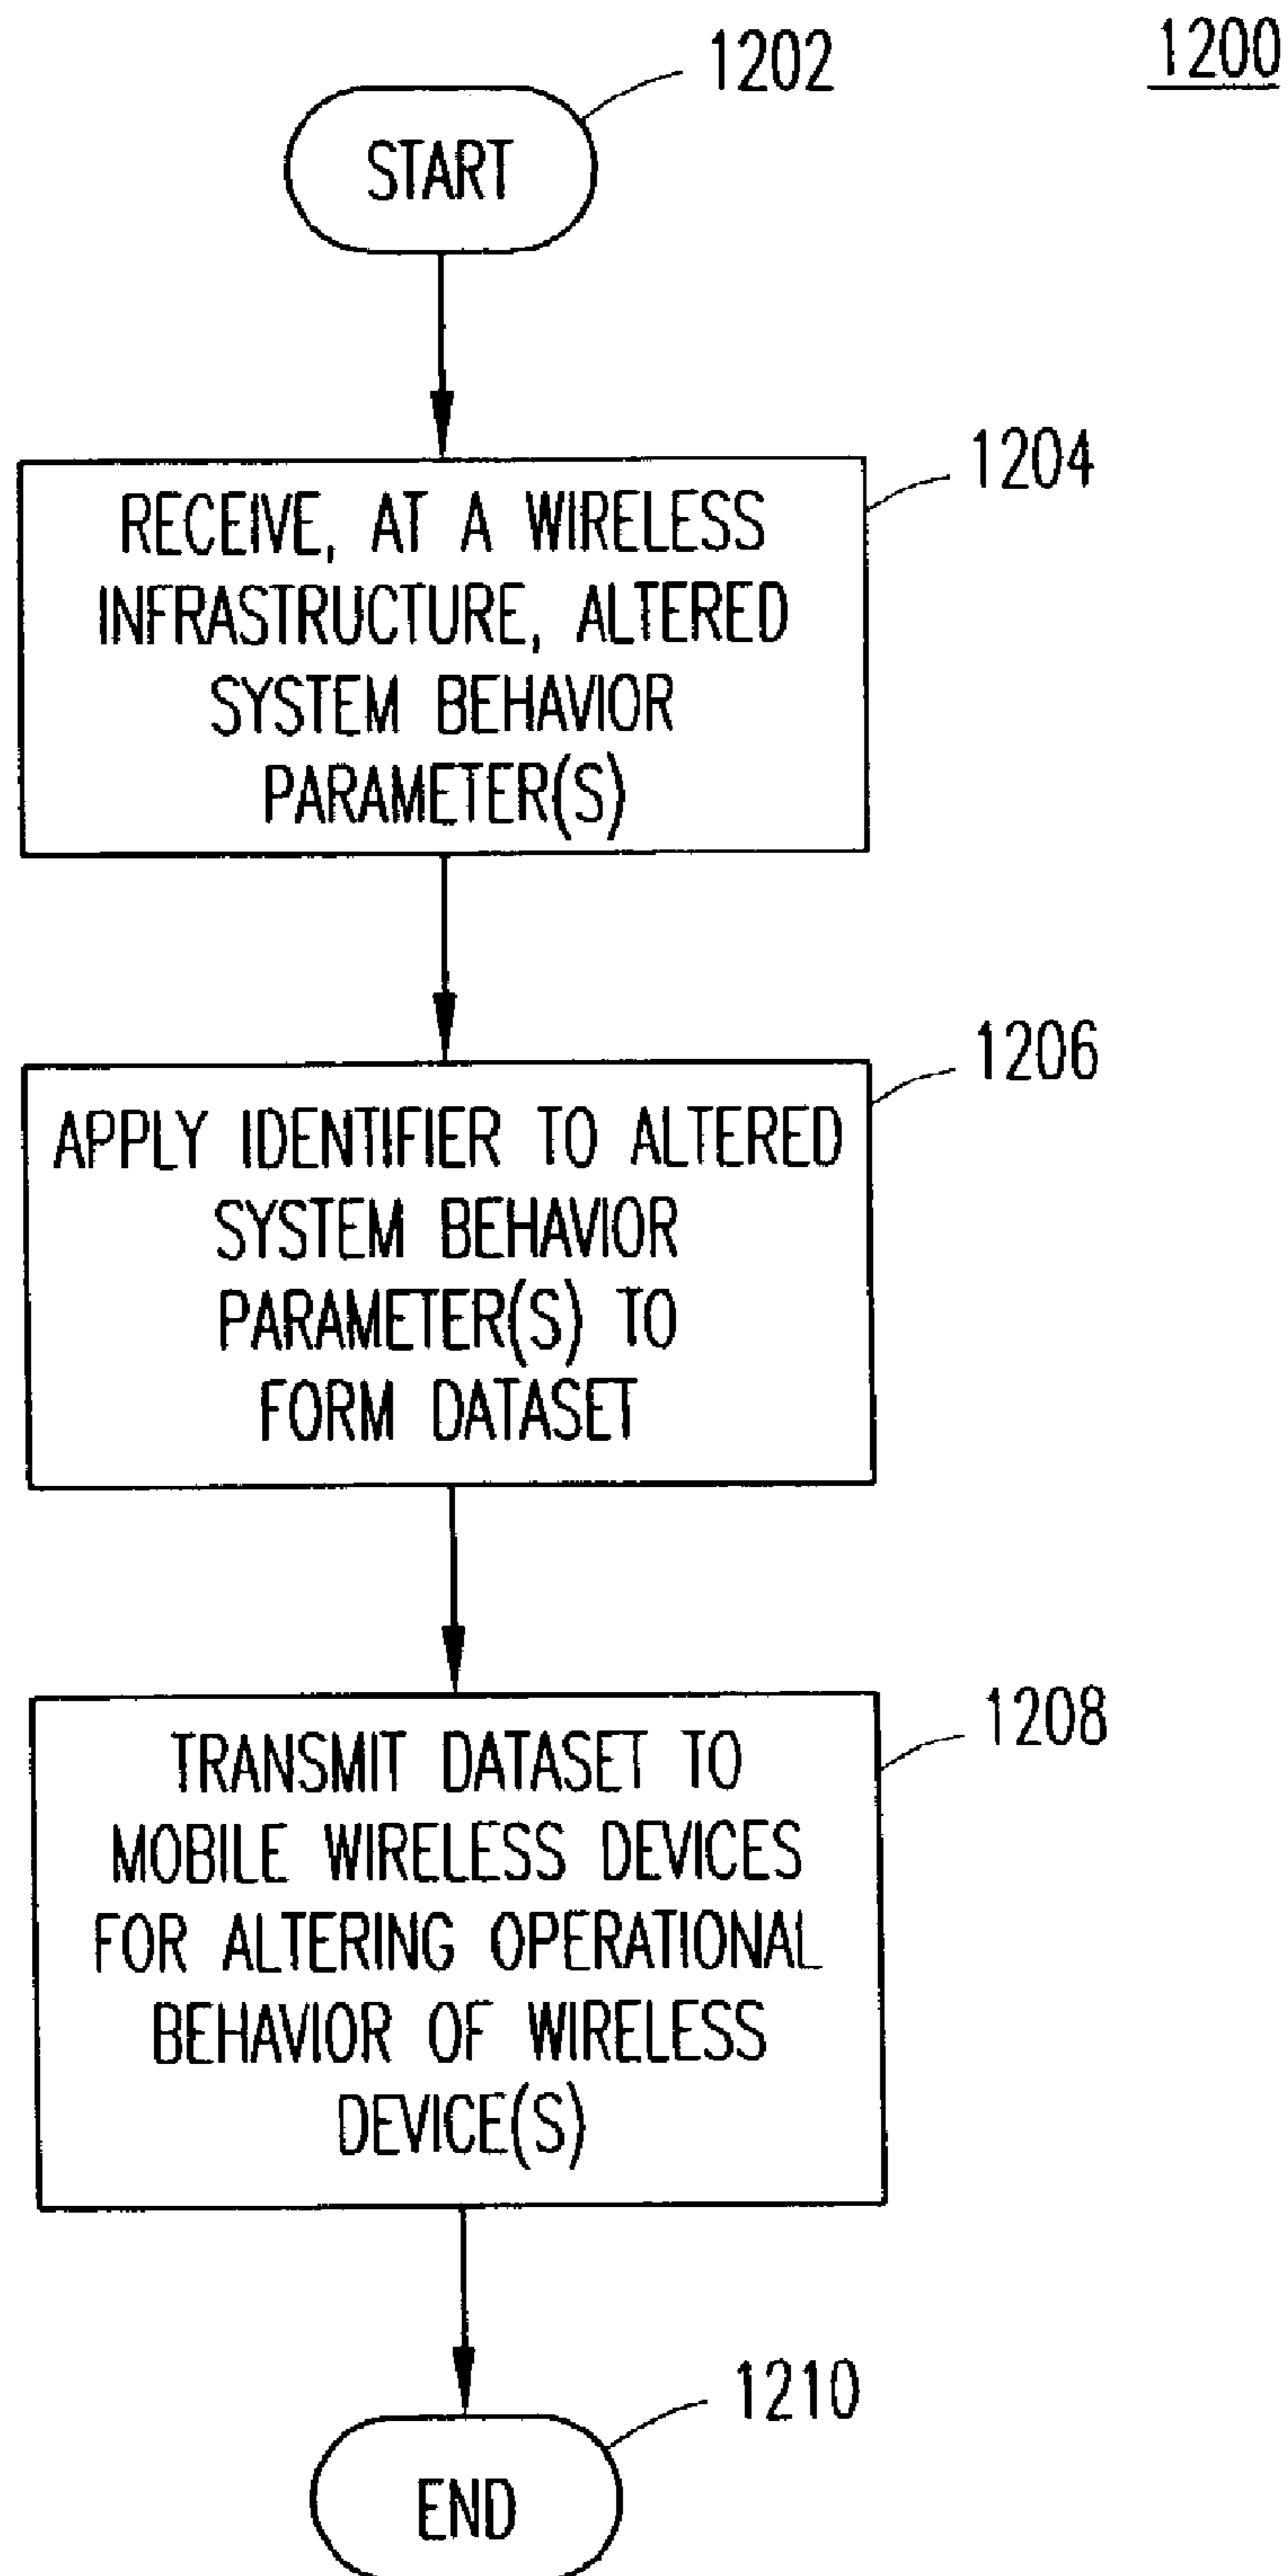 1200
1202
START
1204
RECEIVE, AT A WIRELESS
INFRASTRUCTURE, ALTERED
SYSTEM BEHAVIOR
PARAMETER(S)
1206
APPLY IDENTIFIER TO ALTERED
SYSTEM BEHAVIOR
PARAMETER(S) TO
FORM DATASET
1208
TRANSMIT DATASET TO
MOBILE WIRELESS DEVICES
FOR ALTERING OPERATIONAL
BEHAVIOR OF WIRELESS
DEVICE(S)
1210
END